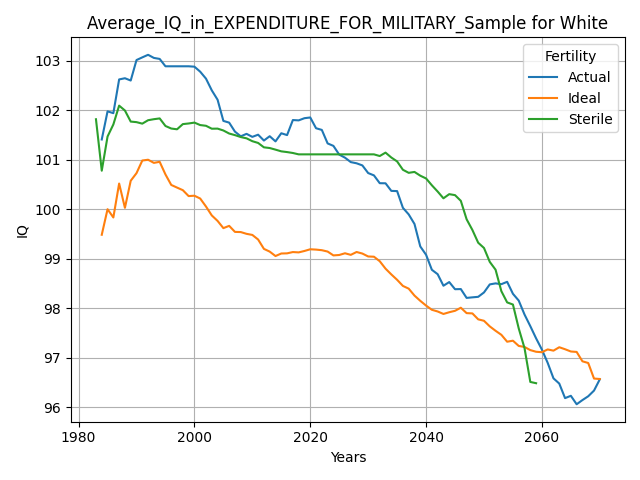 Average_IQ_in_EXPENDITURE_FOR_MILITARY_Sample for White
IQ
103
102
101
100
99
98
97
96
1980
2000
2020
2040
2060
Years
Fertility
Actual
Ideal
Sterile